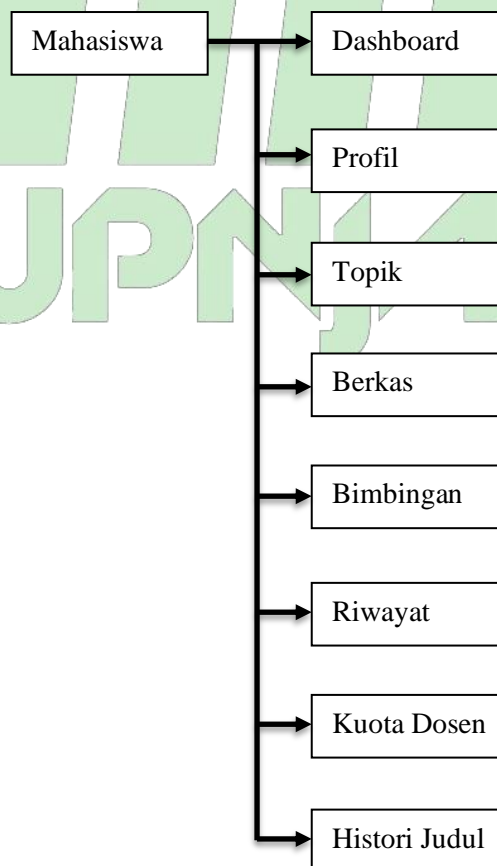 Mahasiswa
Dashboard
Profil
Topik
Berkas
Bimbingan
Riwayat
Kuota Dosen
Histori Judul